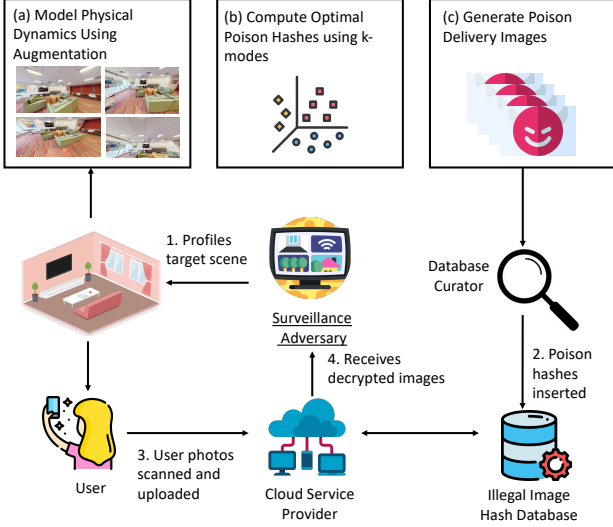 (a) Model Physical
Dynamics Using
Augmentation
(b) Compute Optimal
Poison Hashes using k-
modes
(c) Generate Poison
Delivery Images
1. Profiles
target scene
Surveillance
Adversary
Database
Curator
2. Poison
hashes
inserted
4. Receives
decrypted images
3. User photos
scanned and
uploaded
User
Cloud Service
Provider
Illegal Image
Hash Database